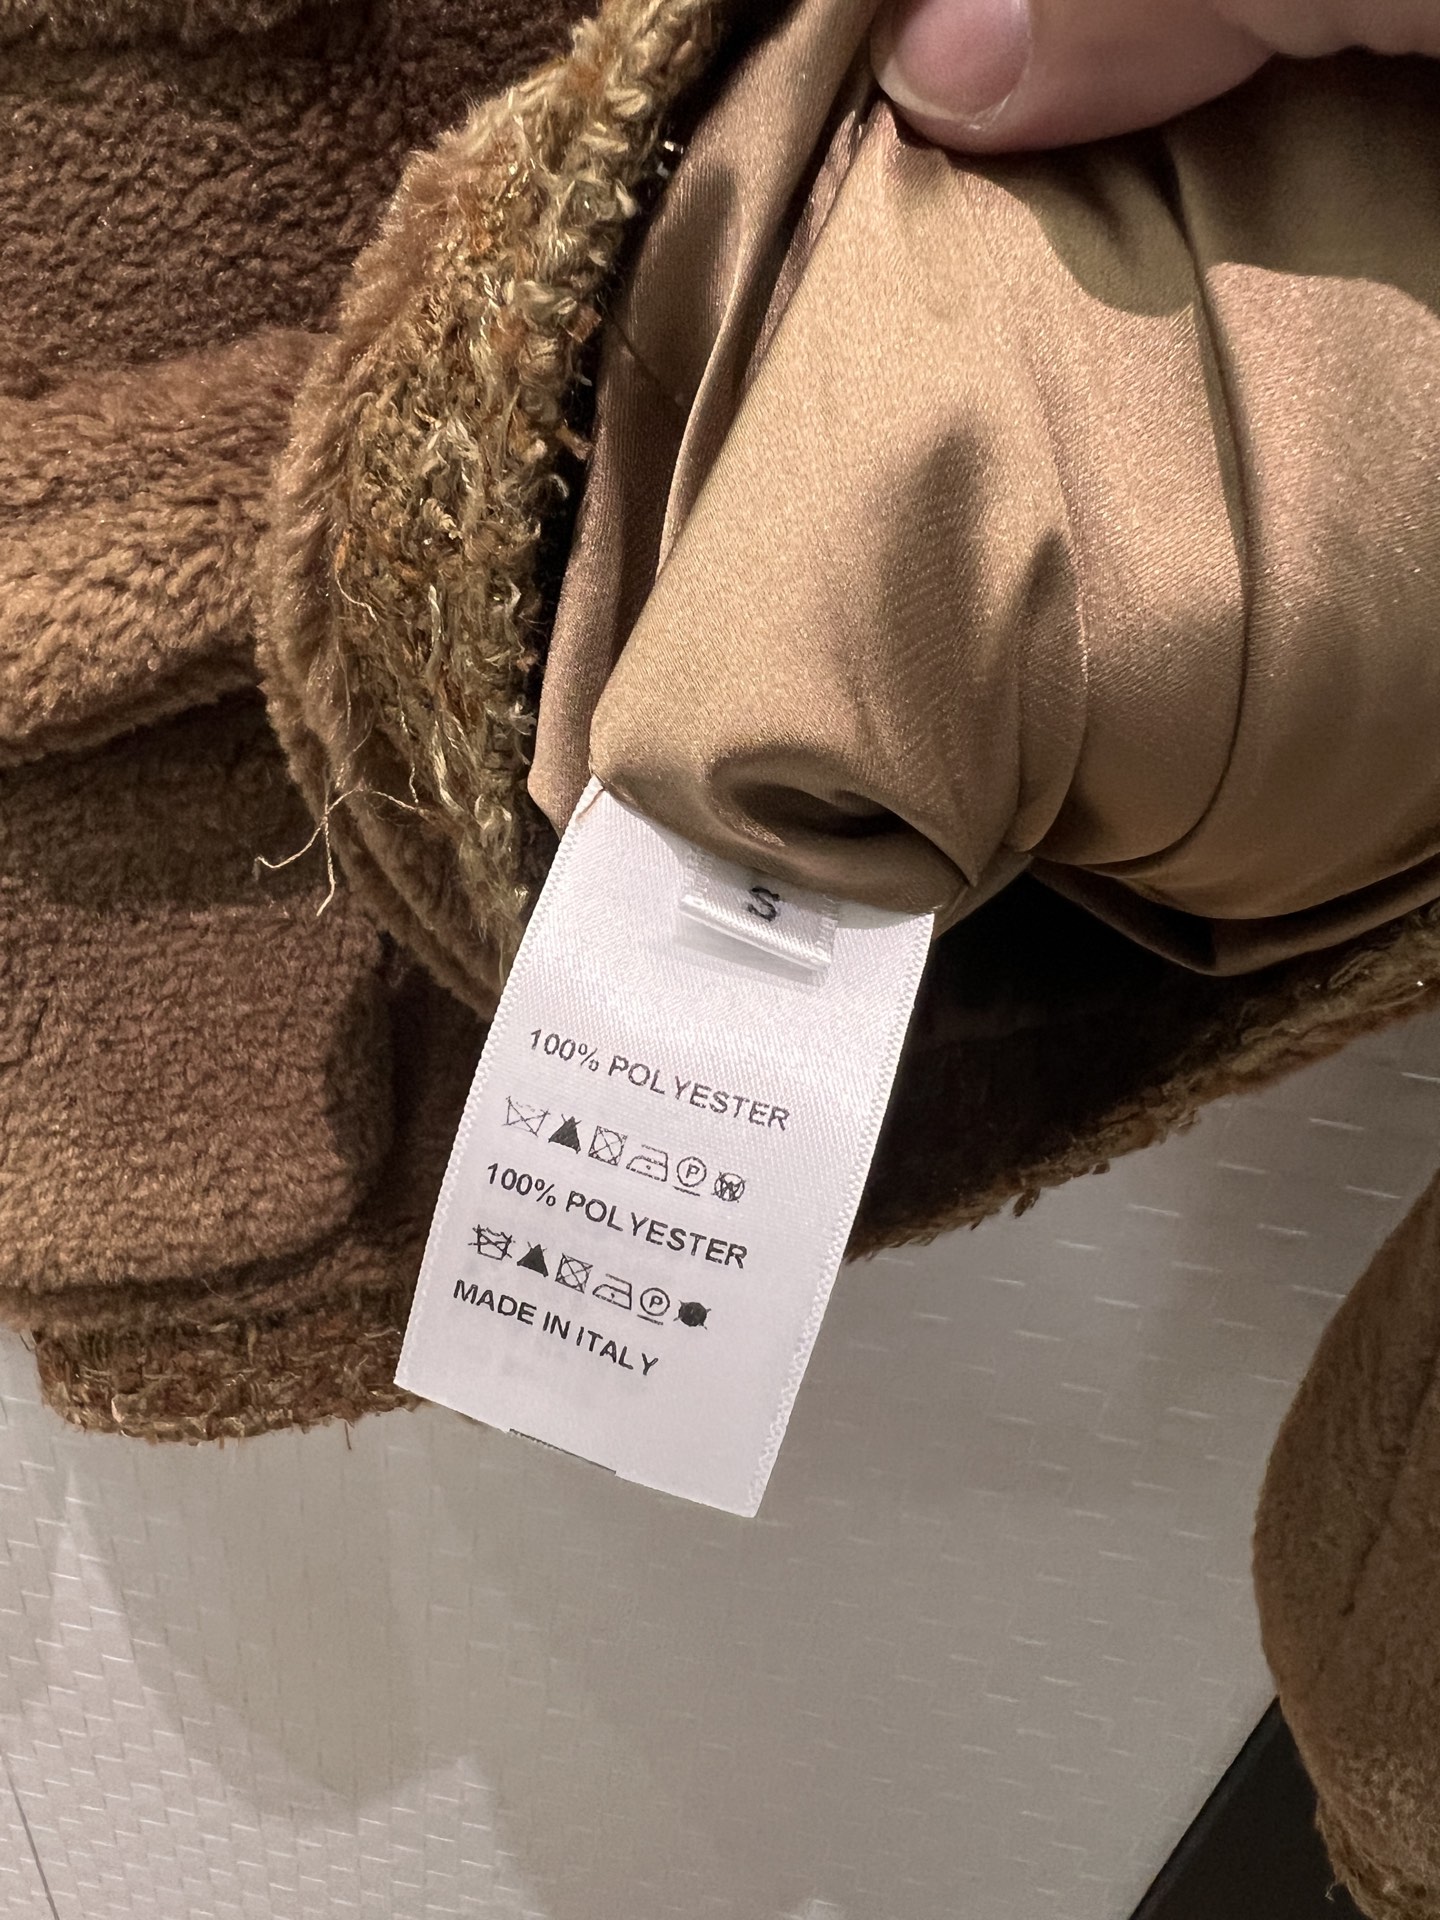 S
100% POLYESTER
P W
100% POLYESTER
P
MADE IN ITALY